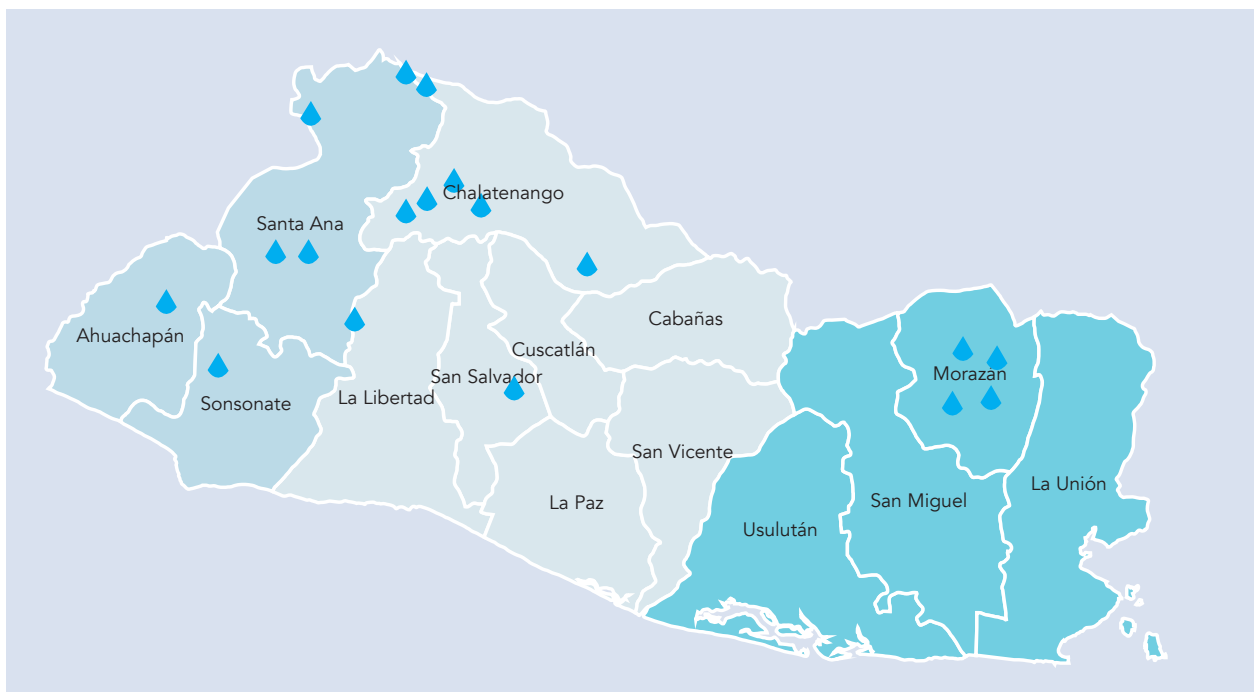 Chalatenango
Santa Ana
Cabañas
Ahuachapán
Cuscatlán
San Salvador
Morazán
La Libertad
Sonsonate
San Vicente
La Unión
La Paz
San Miguel
Usulután